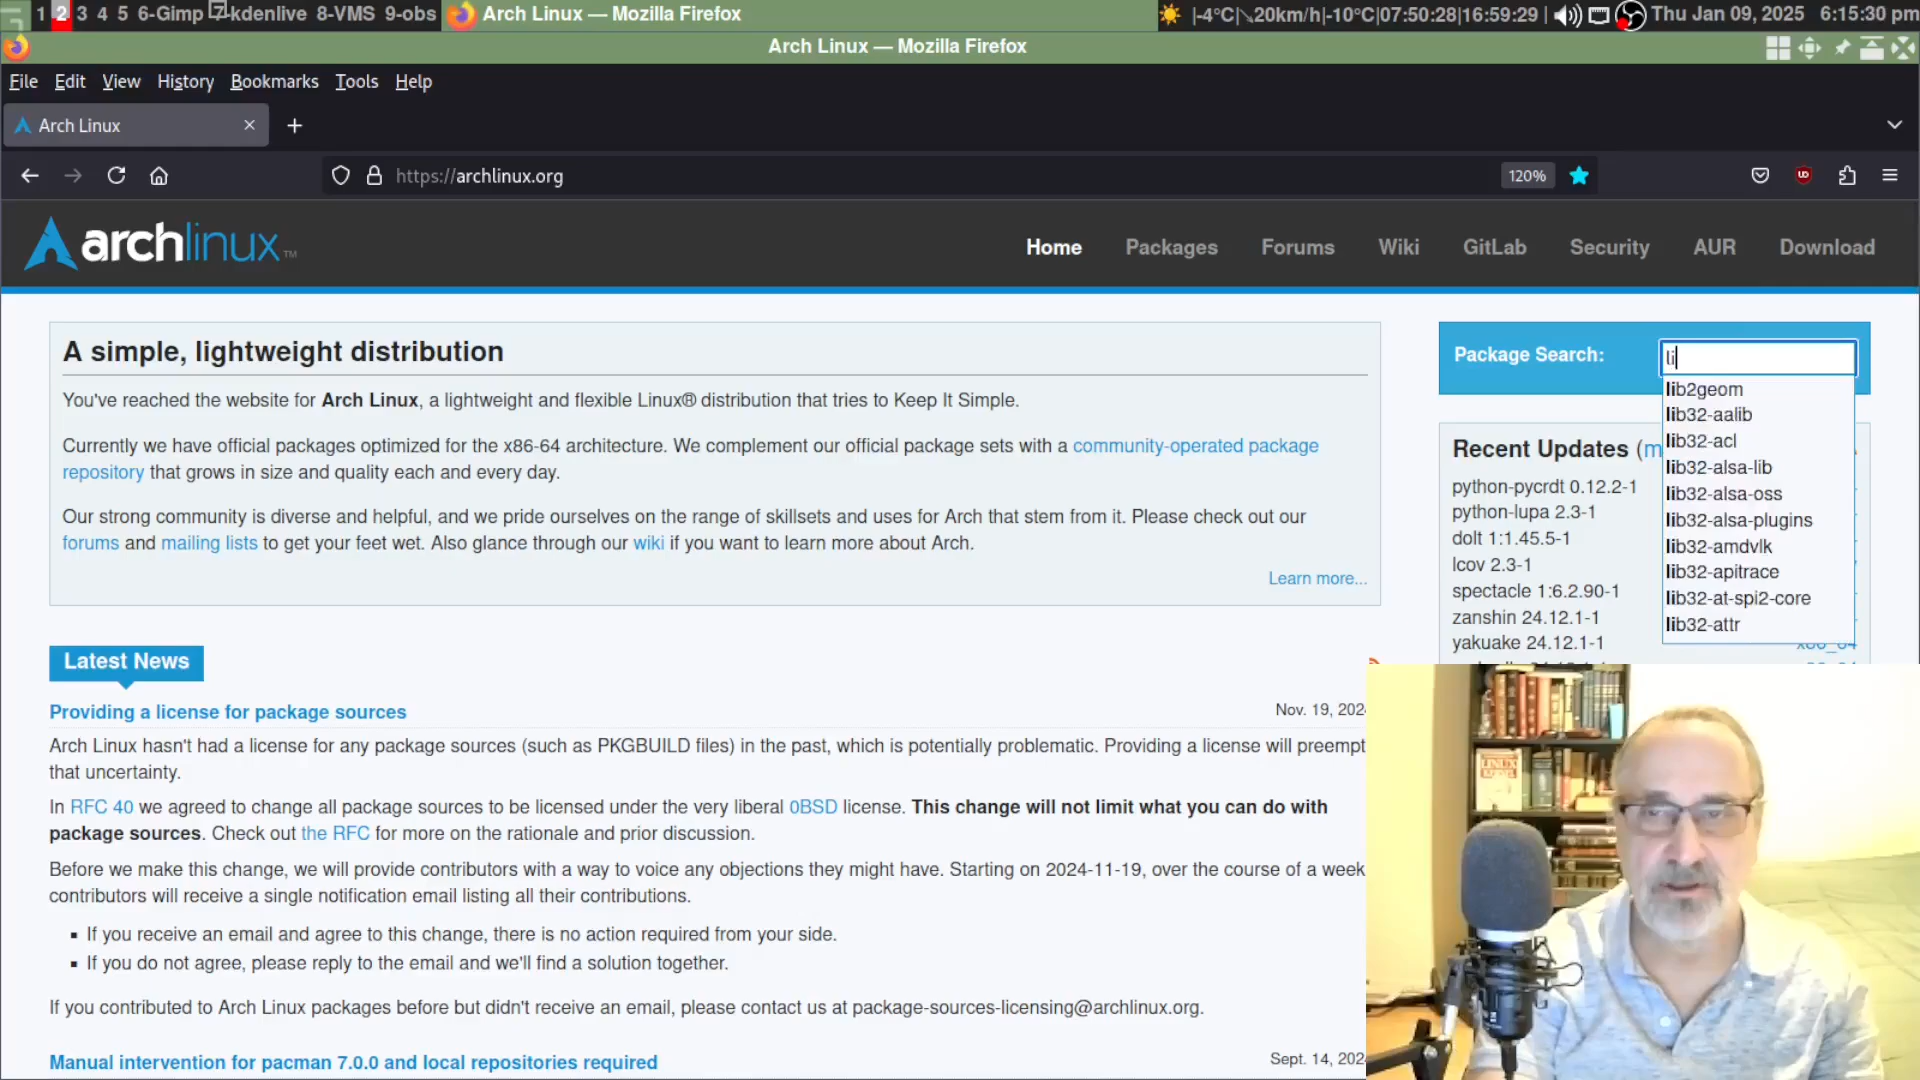 1 2 3 4 5 6-Gimp 7-kdenlive 8-VMS 9-obs
Arch Linux — Mozilla Firefox
|-4°C|↘20km/h|-10°C|07:50:28|16:59:29|
Thu Jan 09, 2025 6:15:30 pm
Arch Linux — Mozilla Firefox
File Edit View History Bookmarks Tools Help
Arch Linux
https://archlinux.org
120%
archlinux™
Home Packages Forums Wiki GitLab Security AUR Download
A simple, lightweight distribution
You've reached the website for Arch Linux, a lightweight and flexible Linux® distribution that tries to Keep It Simple.
Currently we have official packages optimized for the x86-64 architecture. We complement our official package sets with a community-operated package
repository that grows in size and quality each and every day.
Our strong community is diverse and helpful, and we pride ourselves on the range of skillsets and uses for Arch that stem from it. Please check out our
forums and mailing lists to get your feet wet. Also glance through our wiki if you want to learn more about Arch.
Learn more...
Package Search:
li
lib2geom
lib32-aalib
lib32-acl
lib32-alsa-lib
lib32-alsa-oss
lib32-alsa-plugins
lib32-amdvlk
lib32-apitrace
lib32-at-spi2-core
lib32-attr
Recent Updates (m
python-pycrdt 0.12.2-1
python-lupa 2.3-1
dolt 1:1.45.5-1
lcov 2.3-1
spectacle 1:6.2.90-1
zanshin 24.12.1-1
yakuake 24.12.1-1
x86_64
Latest News
Providing a license for package sources
Nov. 19, 202
Arch Linux hasn't had a license for any package sources (such as PKGBUILD files) in the past, which is potentially problematic. Providing a license will preempt
that uncertainty.
In RFC 40 we agreed to change all package sources to be licensed under the very liberal 0BSD license. This change will not limit what you can do with
package sources. Check out the RFC for more on the rationale and prior discussion.
Before we make this change, we will provide contributors with a way to voice any objections they might have. Starting on 2024-11-19, over the course of a week
contributors will receive a single notification email listing all their contributions.
▪ If you receive an email and agree to this change, there is no action required from your side.
▪ If you do not agree, please reply to the email and we'll find a solution together.
If you contributed to Arch Linux packages before but didn't receive an email, please contact us at package-sources-licensing@archlinux.org.
Manual intervention for pacman 7.0.0 and local repositories required
Sept. 14, 202
LINUX